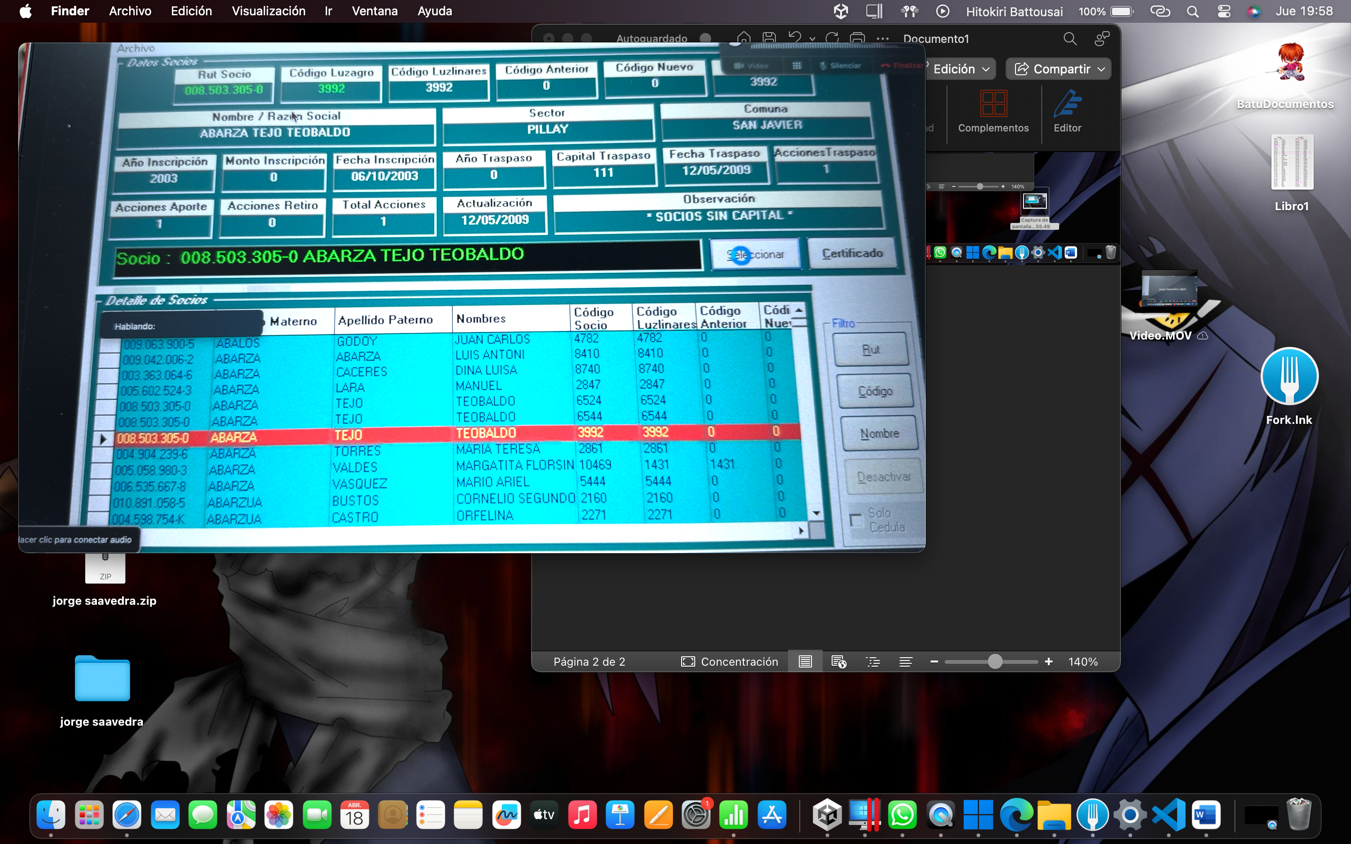 Finder Archivo Edición Visualización Ir Ventana Ayuda
Hitokiri Battousai 100% Jue 19:58
Autoguardado Documento1
Edición Compartir
Complementos Editor
140%
Archivo
Datos Socios
Video Silenciar Finalizar
Rut Socio Código Luzagro Código Luzlinares Código Anterior Código Nuevo
008.503.305-0 3992 3992 0 0 3992
Nombre / Razón Social Sector Comuna
ABARZA TEJO TEOBALDO PILLAY SAN JAVIER
Año Inscripción Monto Inscripción Fecha Inscripción Año Traspaso Capital Traspaso Fecha Traspaso AccionesTraspaso
2003 0 06/10/2003 0 111 12/05/2009 1
Acciones Aporte Acciones Retiro Total Acciones Actualización Observación
1 0 1 12/05/2009 * SOCIOS SIN CAPITAL *
Socio : 008.503.305-0 ABARZA TEJO TEOBALDO
Seleccionar Certificado
Detalle de Socios
Hablando:
Materno Apellido Paterno Nombres Código Socio Código Luzlinares Código Anterior Códi Nuev
009.063.900-5 ABALOS GODOY JUAN CARLOS 4782 4782 0 0
009.042.006-2 ABARZA ABARZA LUIS ANTONI 8410 8410 0 0
003.363.064-6 ABARZA CACERES DINA LUISA 8740 8740 0 0
005.602.524-3 ABARZA LARA MANUEL 2847 2847 0 0
008.503.305-0 ABARZA TEJO TEOBALDO 6524 6524 0 0
008.503.305-0 ABARZA TEJO TEOBALDO 6544 6544 0 0
008.503.305-0 ABARZA TEJO TEOBALDO 3992 3992 0 0
004.904.239-6 ABARZA TORRES MARIA TERESA 2861 2861 0 0
005.058.980-3 ABARZA VALDES MARGATITA FLORSIN 10469 1431 1431 0
006.535.667-8 ABARZA VASQUEZ MARIO ARIEL 5444 5444 0 0
010.891.058-5 ABARZUA BUSTOS CORNELIO SEGUNDO 2160 2160 0 0
004.598.754-K ABARZUA CASTRO ORFELINA 2271 2271 0 0
Filtro
Rut
Código
Nombre
Desactivar
Solo Cedula
lacer clic para conectar audio
BatuDocumentos
Libro1
Video.MOV
Fork.lnk
ZIP
jorge saavedra.zip
jorge saavedra
Página 2 de 2 Concentración 140%
ABR.
18
tv
1